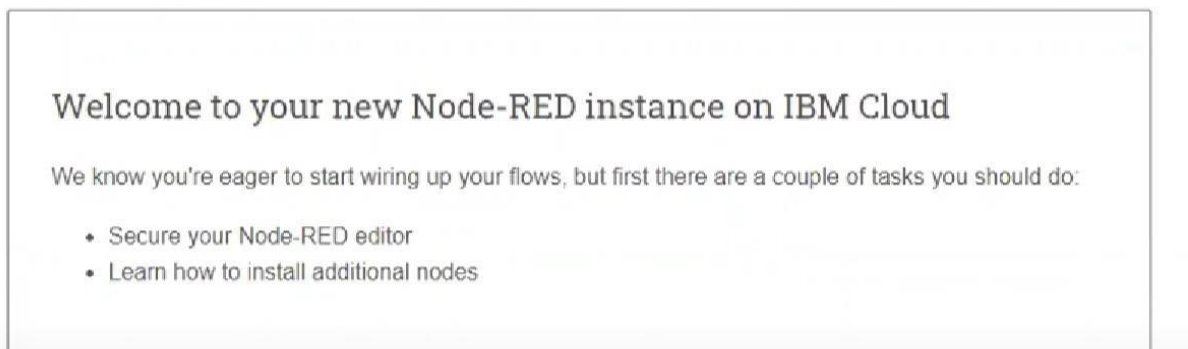 Welcome to your new Node-RED instance on IBM Cloud
We know you're eager to start wiring up your flows, but first there are a couple of tasks you should do:
• Secure your Node-RED editor
• Learn how to install additional nodes